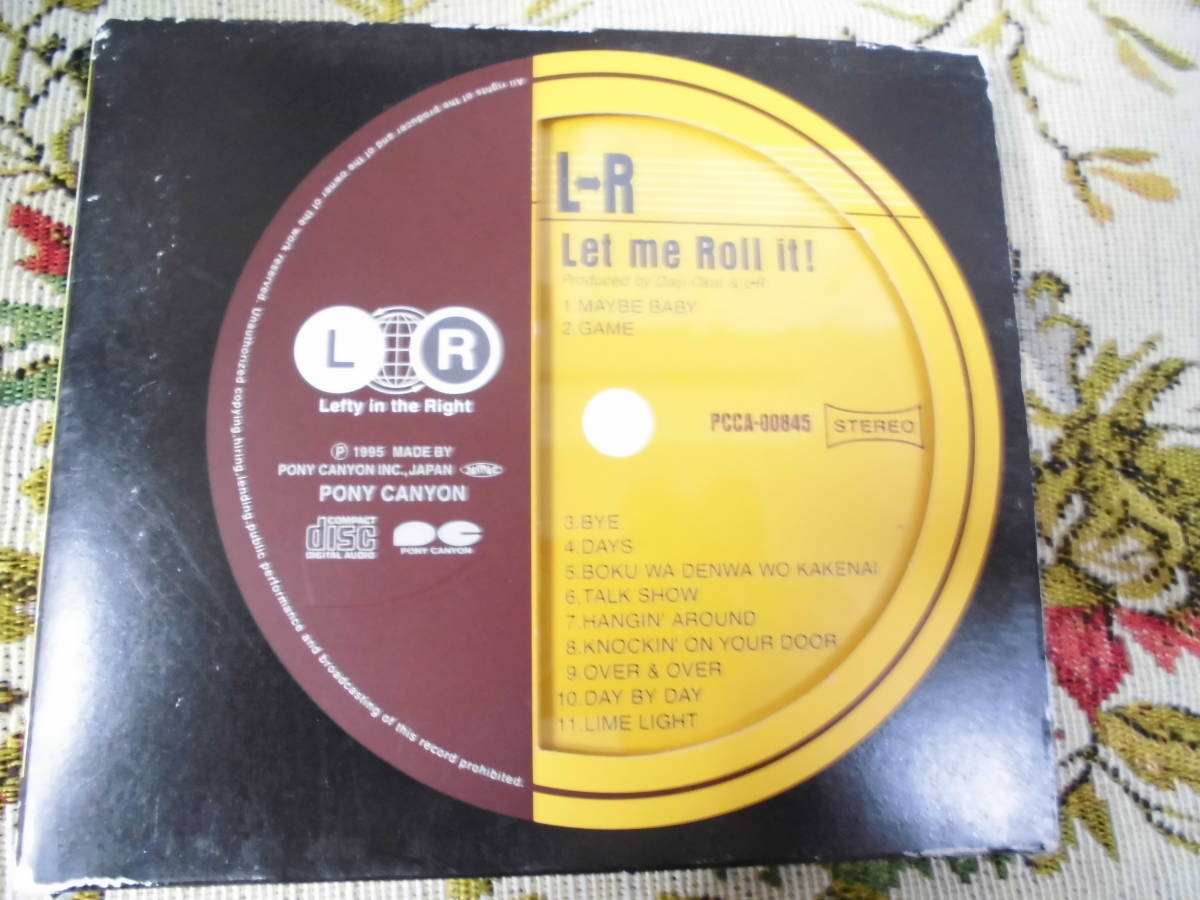 All rights of the producer and of the owner of the work reserved. Unauthorized copying,hiring,lending,public performance and broadcasting of this record prohibited.
L R
Lefty in the Right
Ⓟ 1995 MADE BY
PONY CANYON INC.,JAPAN
PONY CANYON
COMPACT
disc
DIGITAL AUDIO
PONY CANYON
L➡R
Let me Roll it!
Produced by Daiji Okai & L➡R
1.MAYBE BABY
2.GAME
PCCA-00845
STEREO
3.BYE
4.DAYS
5.BOKU WA DENWA WO KAKENAI
6.TALK SHOW
7.HANGIN' AROUND
8.KNOCKIN' ON YOUR DOOR
9.OVER & OVER
10.DAY BY DAY
11.LIME LIGHT